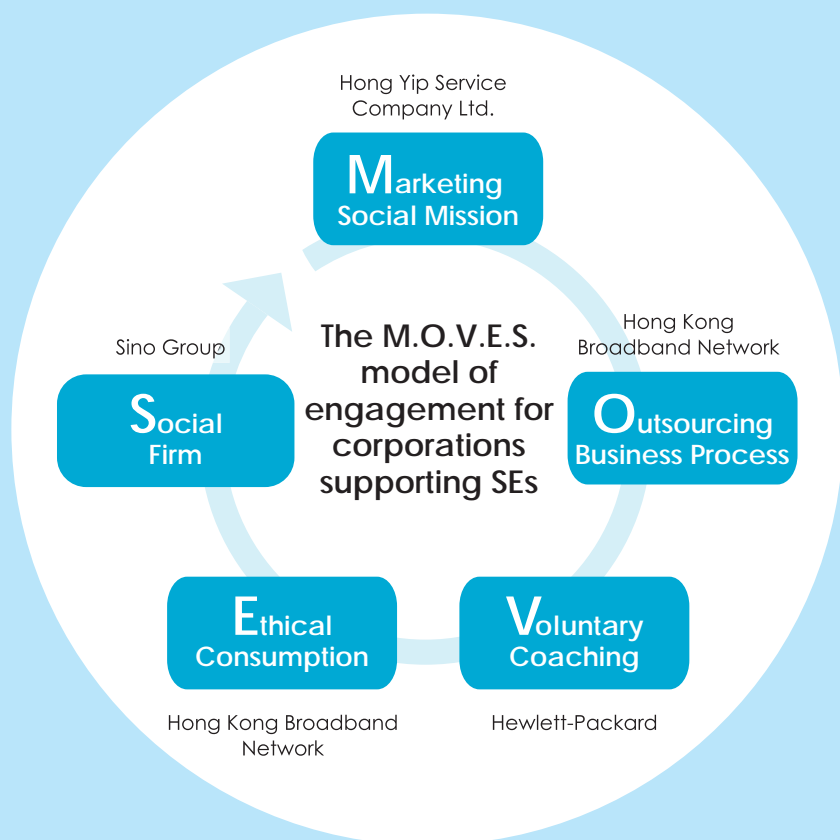 Hong Yip Service
Company Ltd.
Marketing
Social Mission
Hong Kong
Broadband Network
Outsourcing
Business Process
Voluntary
Coaching
Hewlett-Packard
Ethical
Consumption
Hong Kong Broadband
Network
Sino Group
Social
Firm
The M.O.V.E.S.
model of
engagement for
corporations
supporting SEs